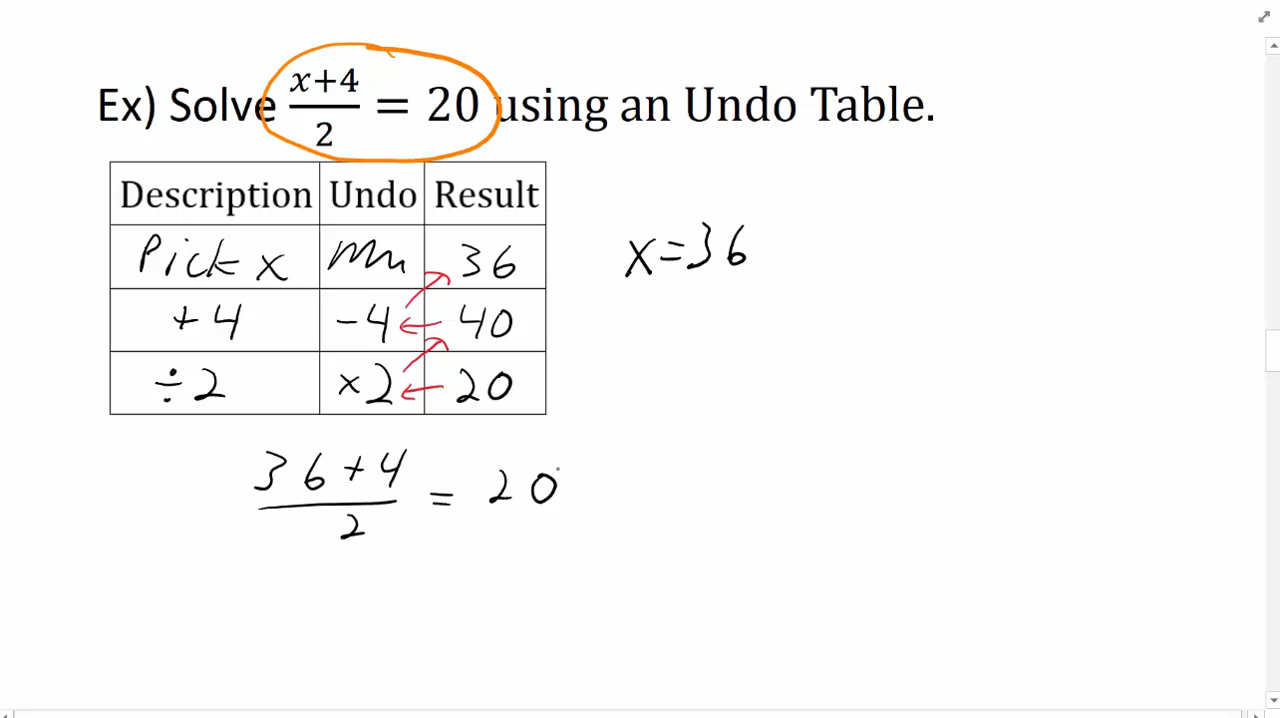 Ex) Solve (x+4)/2 = 20 using an Undo Table.
Description Undo Result
Pick x 36
+4 -4 40
÷2 ×2 20
x=36
(36+4)/2 = 20